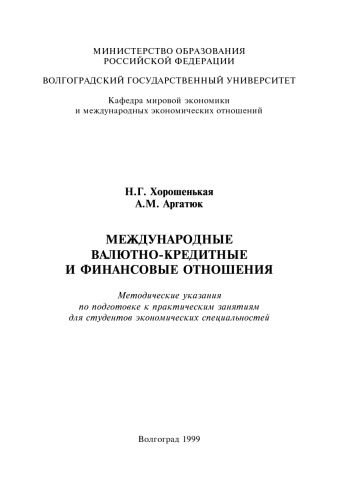 МИНИСТЕРСТВО ОБРАЗОВАНИЯ
РОССИЙСКОЙ ФЕДЕРАЦИИ
ВОЛГОГРАДСКИЙ ГОСУДАРСТВЕННЫЙ УНИВЕРСИТЕТ
Кафедра мировой экономики
и международных экономических отношений
Н.Г. Хорошенькая
А.М. Аргатюк
МЕЖДУНАРОДНЫЕ
ВАЛЮТНО-КРЕДИТНЫЕ
И ФИНАНСОВЫЕ ОТНОШЕНИЯ
Методические указания
по подготовке к практическим занятиям
для студентов экономических специальностей
Волгоград 1999